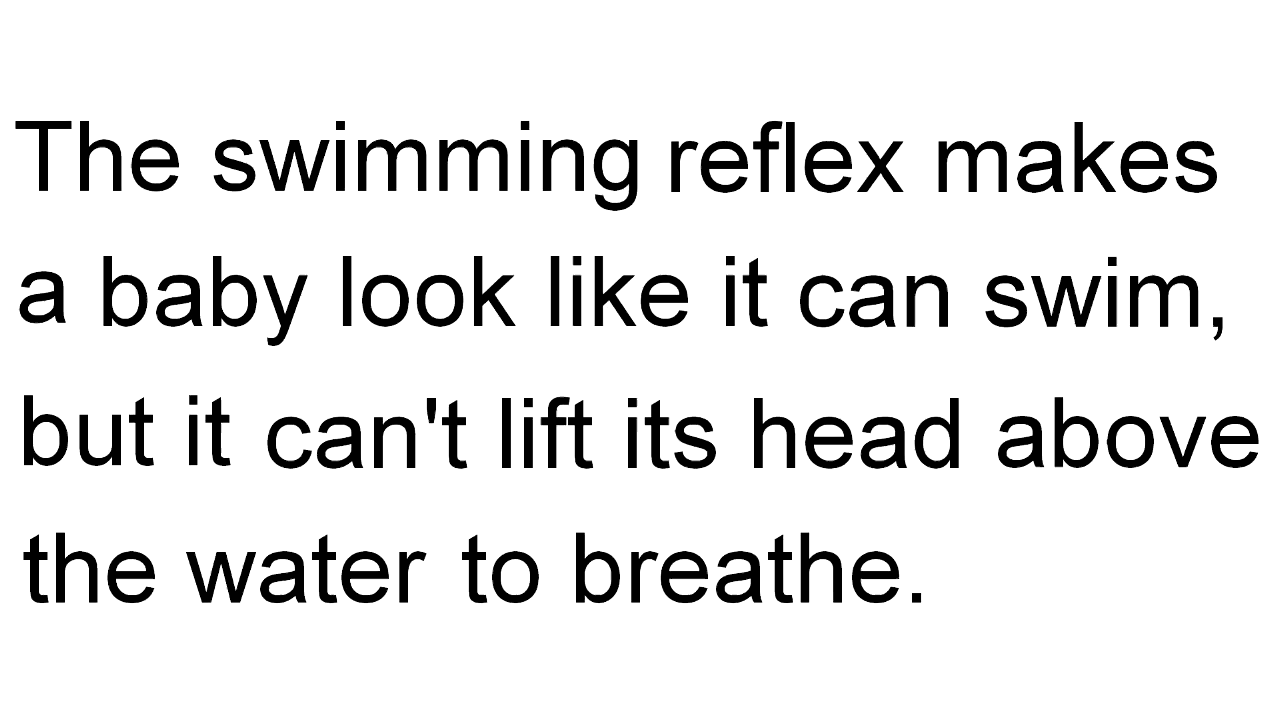 The swimming reflex makes
a baby look like it can swim,
but it can't lift its head above
the water to breathe.